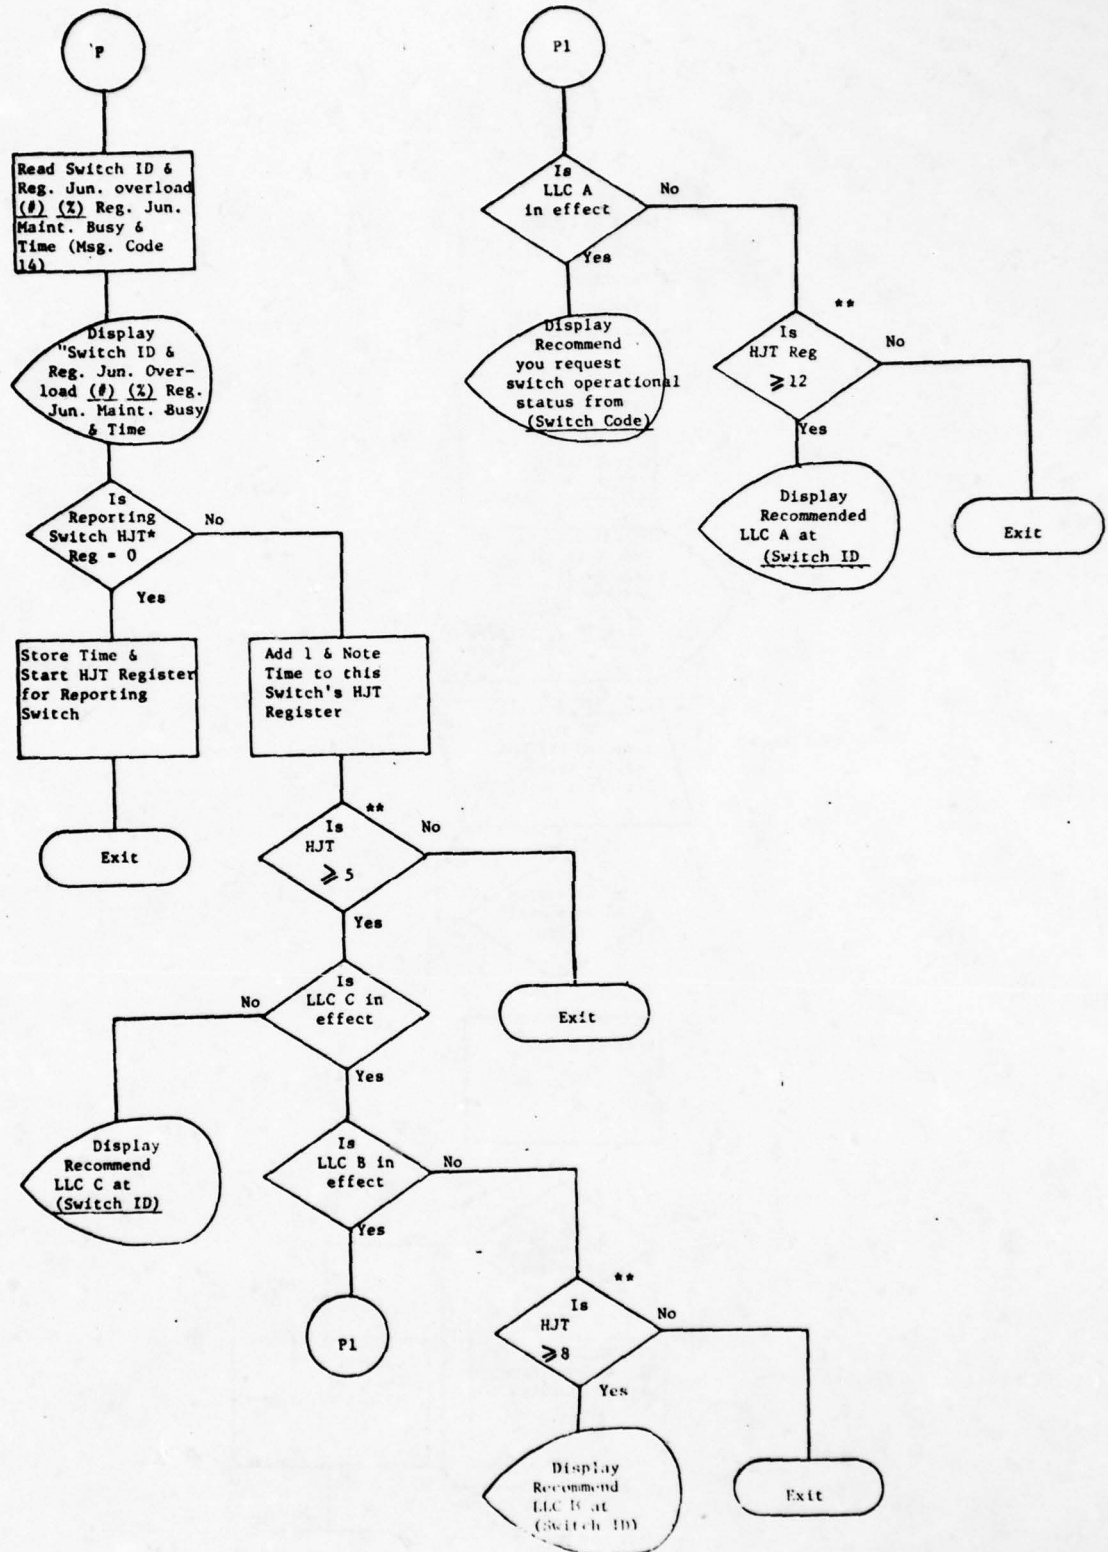 P
Read Switch ID &
Reg. Jun. overload
(#) (%) Reg. Jun.
Maint. Busy &
Time (Msg. Code
14)
Display
"Switch ID &
Reg. Jun. Over-
load (#) (%) Reg.
Jun. Maint. Busy
& Time
Is
Reporting
Switch HJT*
Reg = 0
No
Yes
Store Time &
Start HJT Register
for Reporting
Switch
Exit
Add 1 & Note
Time to this
Switch's HJT
Register
**
Is
HJT
⩾ 5
No
Yes
Exit
Is
LLC C in
effect
No
Yes
Display
Recommend
LLC C at
(Switch ID)
Is
LLC B in
effect
No
Yes
P1
**
Is
HJT
⩾8
No
Yes
Display
Recommend
LLC B at
(Switch ID)
Exit
P1
Is
LLC A
in effect
No
Yes
Display
Recommend
you request
switch operational
status from
(Switch Code)
**
Is
HJT Reg
⩾12
No
Yes
Display
Recommended
LLC A at
(Switch ID
Exit